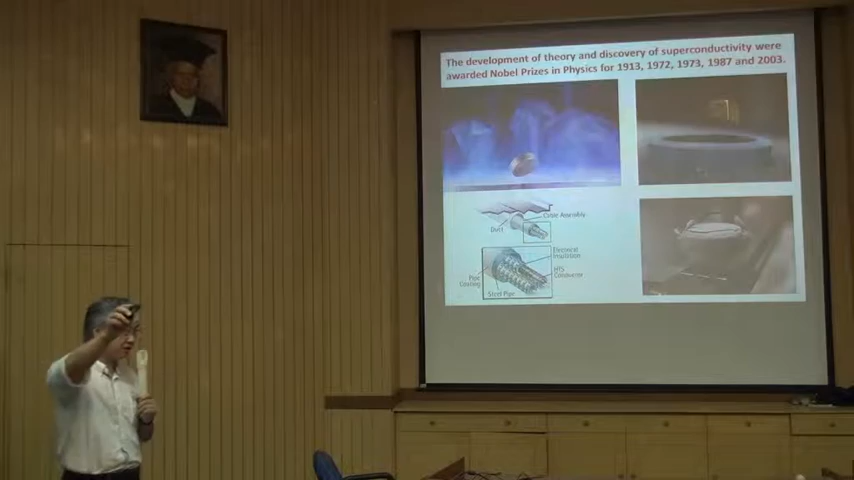 The development of theory and discovery of superconductivity were
awarded Nobel Prizes in Physics for 1913, 1972, 1973, 1987 and 2003.
Cable Assembly
Duct
Electrical
Insulation
Pipe
Coating
HTS
Conductor
Steel Pipe